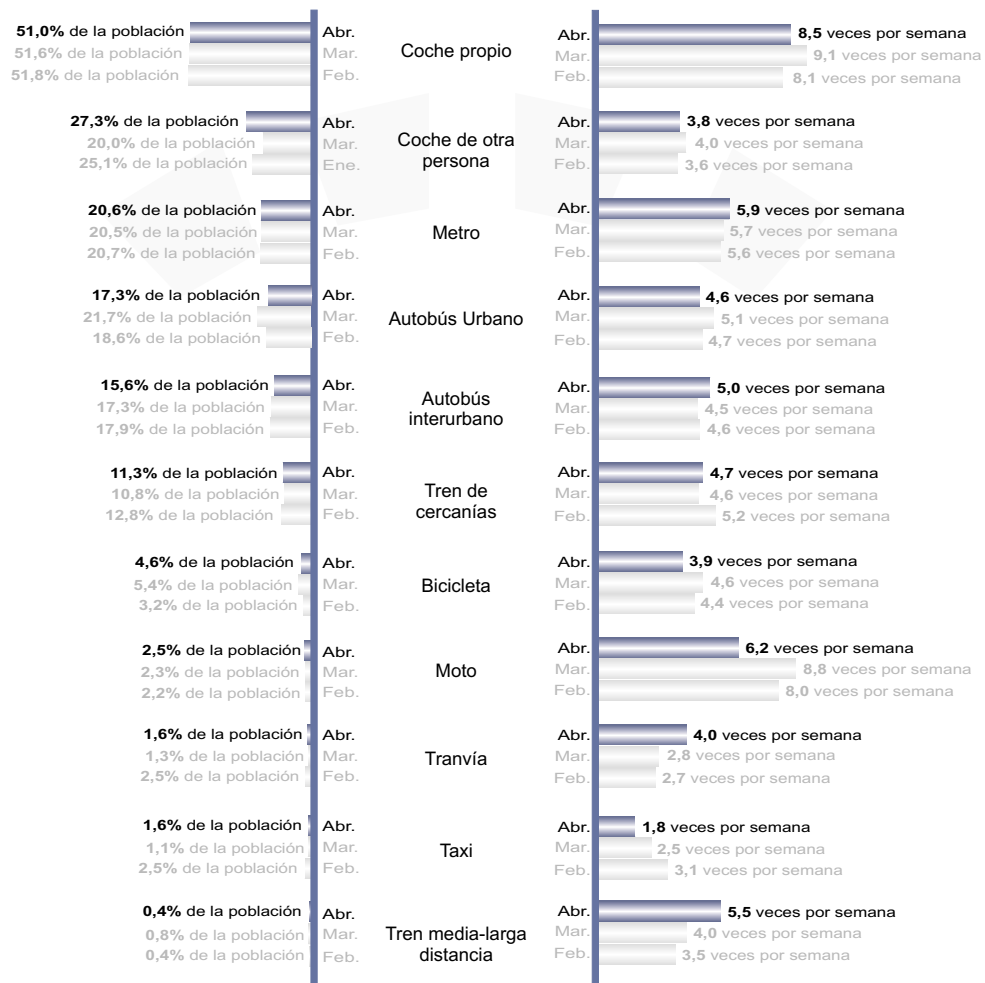 51,0% de la población Abr. Coche propio Abr. 8,5 veces por semana
51,6% de la población Mar. Mar. 9,1 veces por semana
51,8% de la población Feb. Feb. 8,1 veces por semana
27,3% de la población Abr. Coche de otra persona Abr. 3,8 veces por semana
20,0% de la población Mar. Mar. 4,0 veces por semana
25,1% de la población Ene. Feb. 3,6 veces por semana
20,6% de la población Abr. Metro Abr. 5,9 veces por semana
20,5% de la población Mar. Mar. 5,7 veces por semana
20,7% de la población Feb. Feb. 5,6 veces por semana
17,3% de la población Abr. Autobús Urbano Abr. 4,6 veces por semana
21,7% de la población Mar. Mar. 5,1 veces por semana
18,6% de la población Feb. Feb. 4,7 veces por semana
15,6% de la población Abr. Autobús interurbano Abr. 5,0 veces por semana
17,3% de la población Mar. Mar. 4,5 veces por semana
17,9% de la población Feb. Feb. 4,6 veces por semana
11,3% de la población Abr. Tren de cercanías Abr. 4,7 veces por semana
10,8% de la población Mar. Mar. 4,6 veces por semana
12,8% de la población Feb. Feb. 5,2 veces por semana
4,6% de la población Abr. Bicicleta Abr. 3,9 veces por semana
5,4% de la población Mar. Mar. 4,6 veces por semana
3,2% de la población Feb. Feb. 4,4 veces por semana
2,5% de la población Abr. Moto Abr. 6,2 veces por semana
2,3% de la población Mar. Mar. 8,8 veces por semana
2,2% de la población Feb. Feb. 8,0 veces por semana
1,6% de la población Abr. Tranvía Abr. 4,0 veces por semana
1,3% de la población Mar. Mar. 2,8 veces por semana
2,5% de la población Feb. Feb. 2,7 veces por semana
1,6% de la población Abr. Taxi Abr. 1,8 veces por semana
1,1% de la población Mar. Mar. 2,5 veces por semana
2,5% de la población Feb. Feb. 3,1 veces por semana
0,4% de la población Abr. Tren media-larga distancia Abr. 5,5 veces por semana
0,8% de la población Mar. Mar. 4,0 veces por semana
0,4% de la población Feb. Feb. 3,5 veces por semana